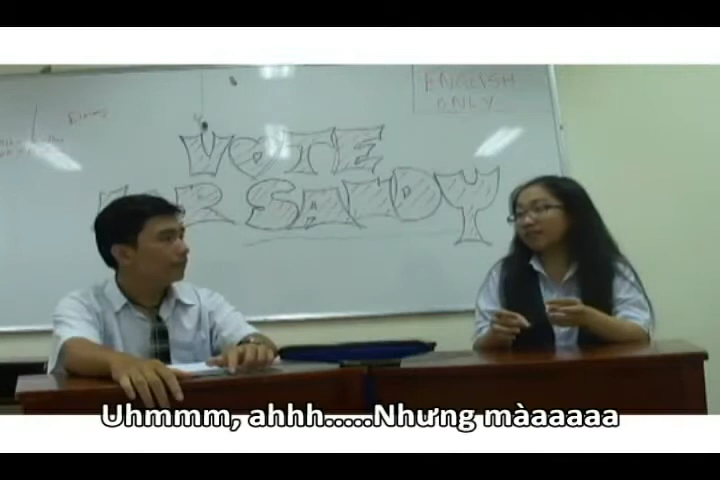 ENGLISH
ONLY
VOTE
FOR SANDY
Uhmmm, ahhh.....Nhưng màaaaaa